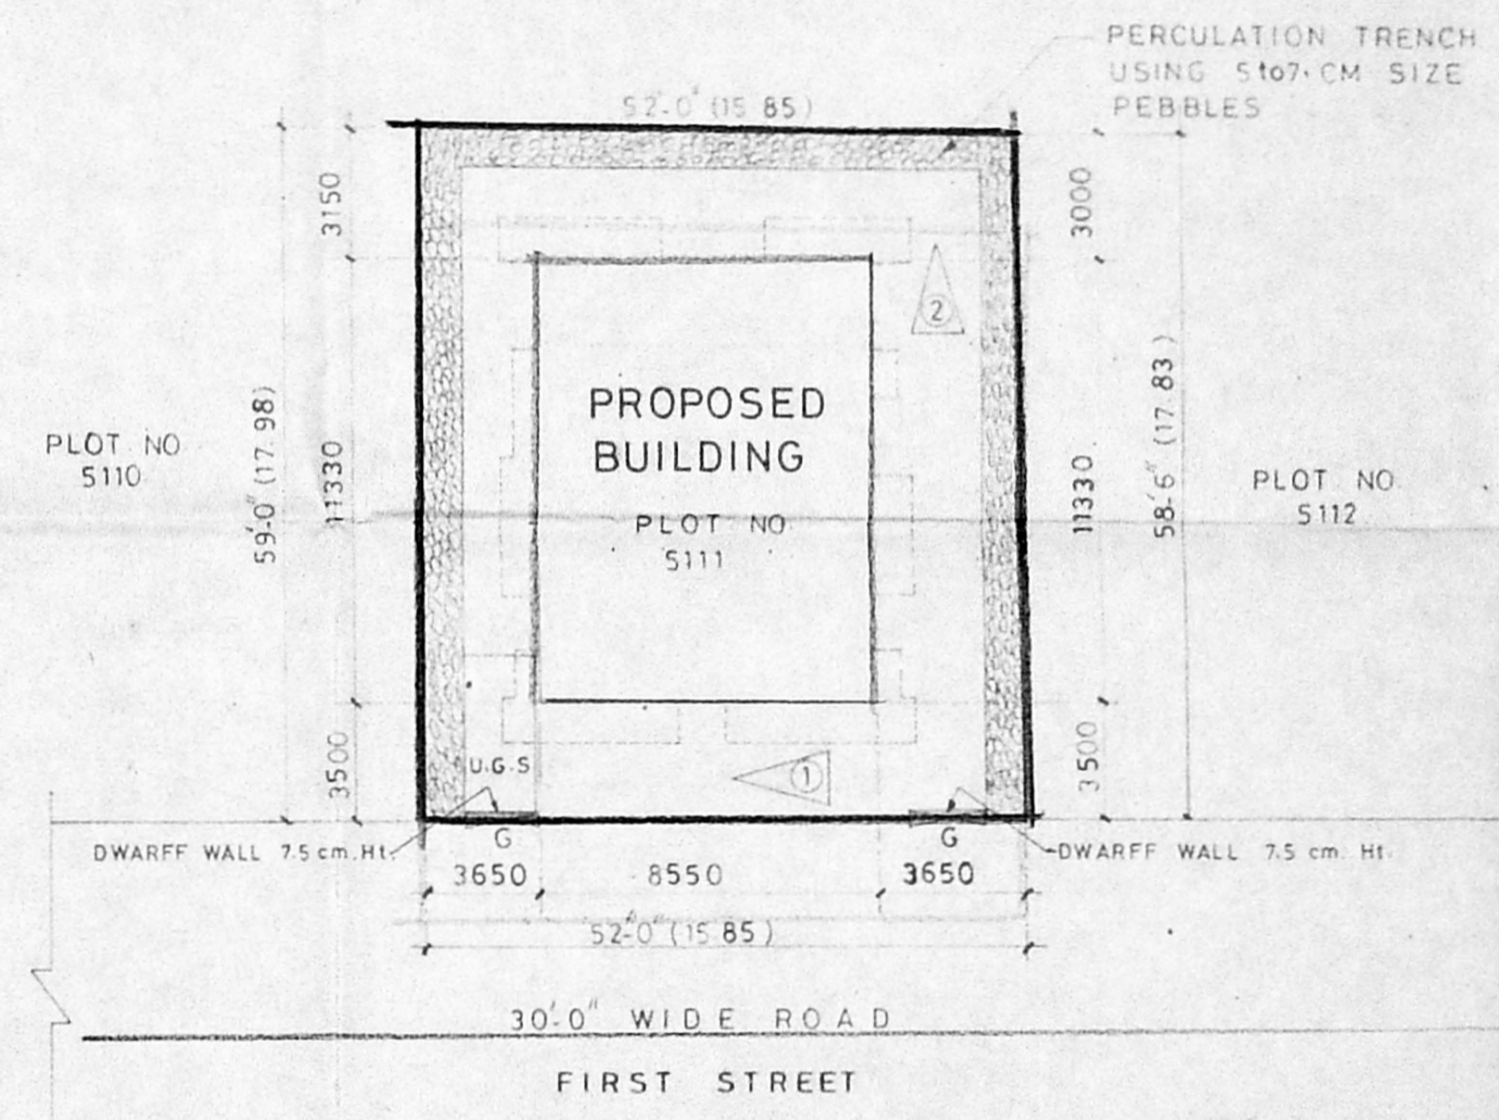 PERCULATION TRENCH
USING 5to7.CM SIZE
PEBBLES
52'-0" (15 85)
3150
3000
2
PROPOSED
BUILDING
PLOT NO
5111
59'-0" (17.98)
11330
PLOT NO
5110
11330
58'-6" (17.83)
PLOT NO
5112
3500
3500
U.G.S
1
G
G
DWARFF WALL 7.5 cm.Ht.
DWARFF WALL 7.5 cm. Ht.
3650 8550 3650
52'-0" (15 85)
30'-0" WIDE ROAD
FIRST STREET